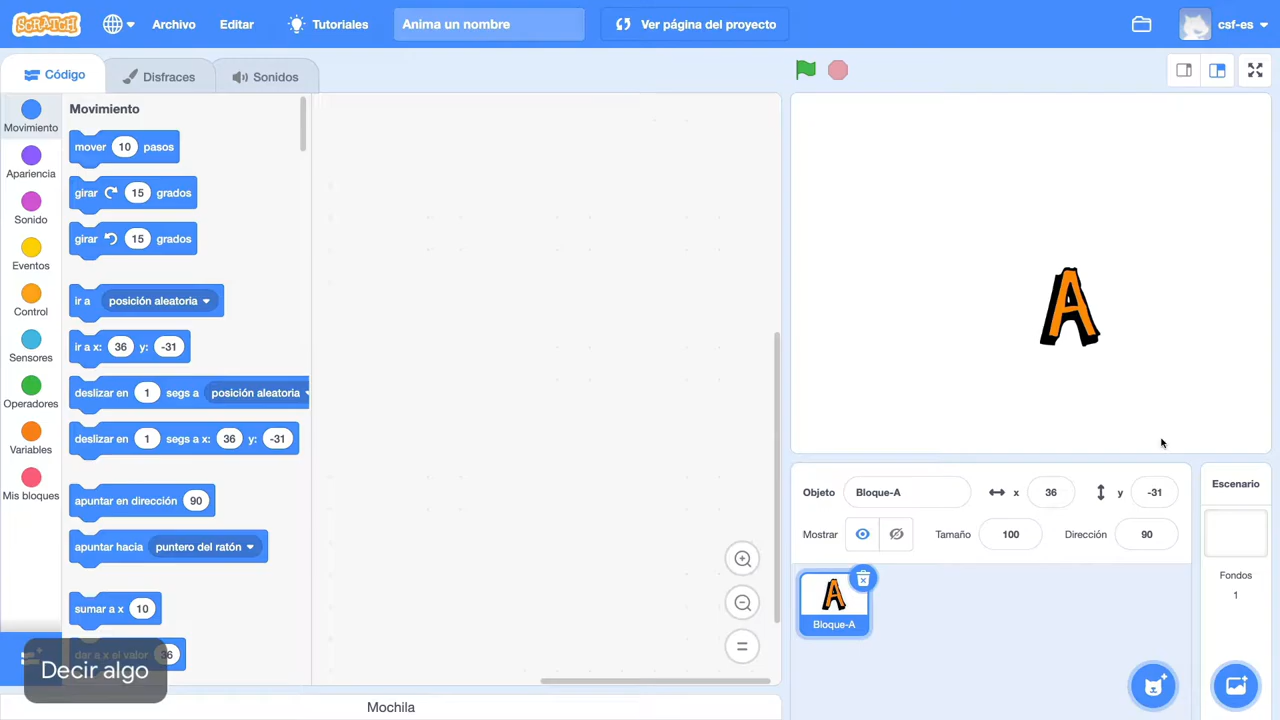 SCRATCH Archivo Editar Tutoriales Anima un nombre Ver página del proyecto csf-es
Código Disfraces Sonidos
Movimiento
Movimiento
Apariencia
Sonido
Eventos
Control
Sensores
Operadores
Variables
Mis bloques
mover 10 pasos
girar 15 grados
girar 15 grados
ir a posición aleatoria
ir a x: 36 y: -31
deslizar en 1 segs a posición aleatoria
deslizar en 1 segs a x: 36 y: -31
apuntar en dirección 90
apuntar hacia puntero del ratón
sumar a x 10
dar a x el valor 36
Decir algo
Mochila
A
Objeto Bloque-A x 36 y -31
Mostrar Tamaño 100 Dirección 90
A
Bloque-A
Escenario
Fondos
1